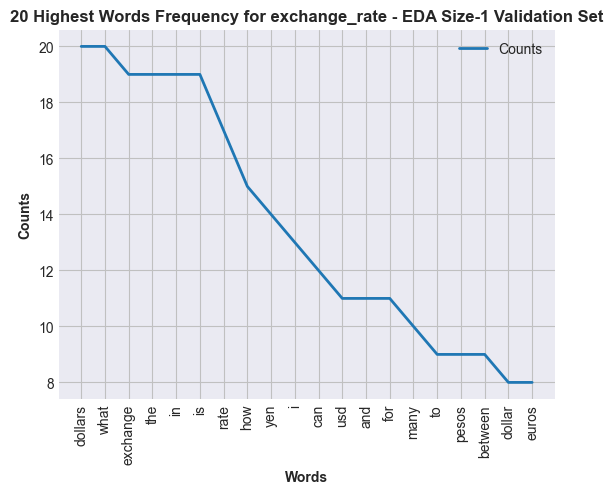 20 Highest Words Frequency for exchange_rate - EDA Size-1 Validation Set
Counts
20
18
16
14
12
10
8
Counts
dollars
what
exchange
the
in
is
rate
how
yen
i
can
usd
and
for
many
to
pesos
between
dollar
euros
Words